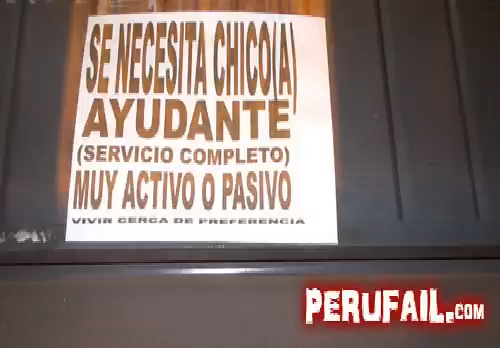 SE NECESITA CHICO(A)
AYUDANTE
(SERVICIO COMPLETO)
MUY ACTIVO O PASIVO
VIVIR CERCA DE PREFERENCIA
PERUFAIL.COM